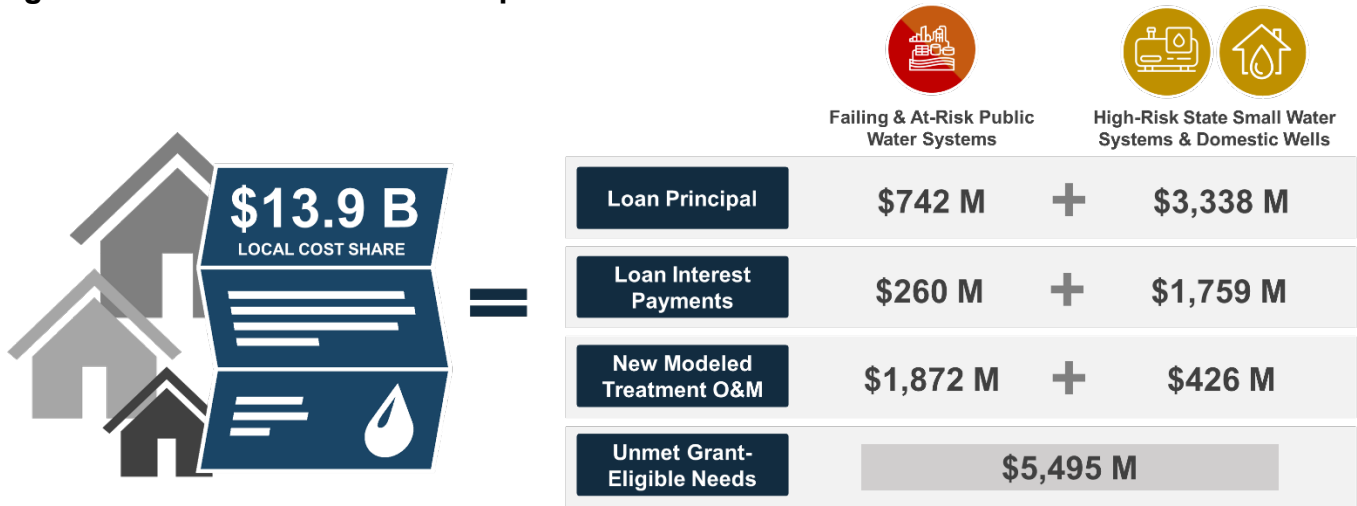 Failing & At-Risk Public
Water Systems
High-Risk State Small Water
Systems & Domestic Wells
$13.9 B
LOCAL COST SHARE
=
Loan Principal
$742 M + $3,338 M
Loan Interest
Payments
$260 M + $1,759 M
New Modeled
Treatment O&M
$1,872 M + $426 M
Unmet Grant-
Eligible Needs
$5,495 M